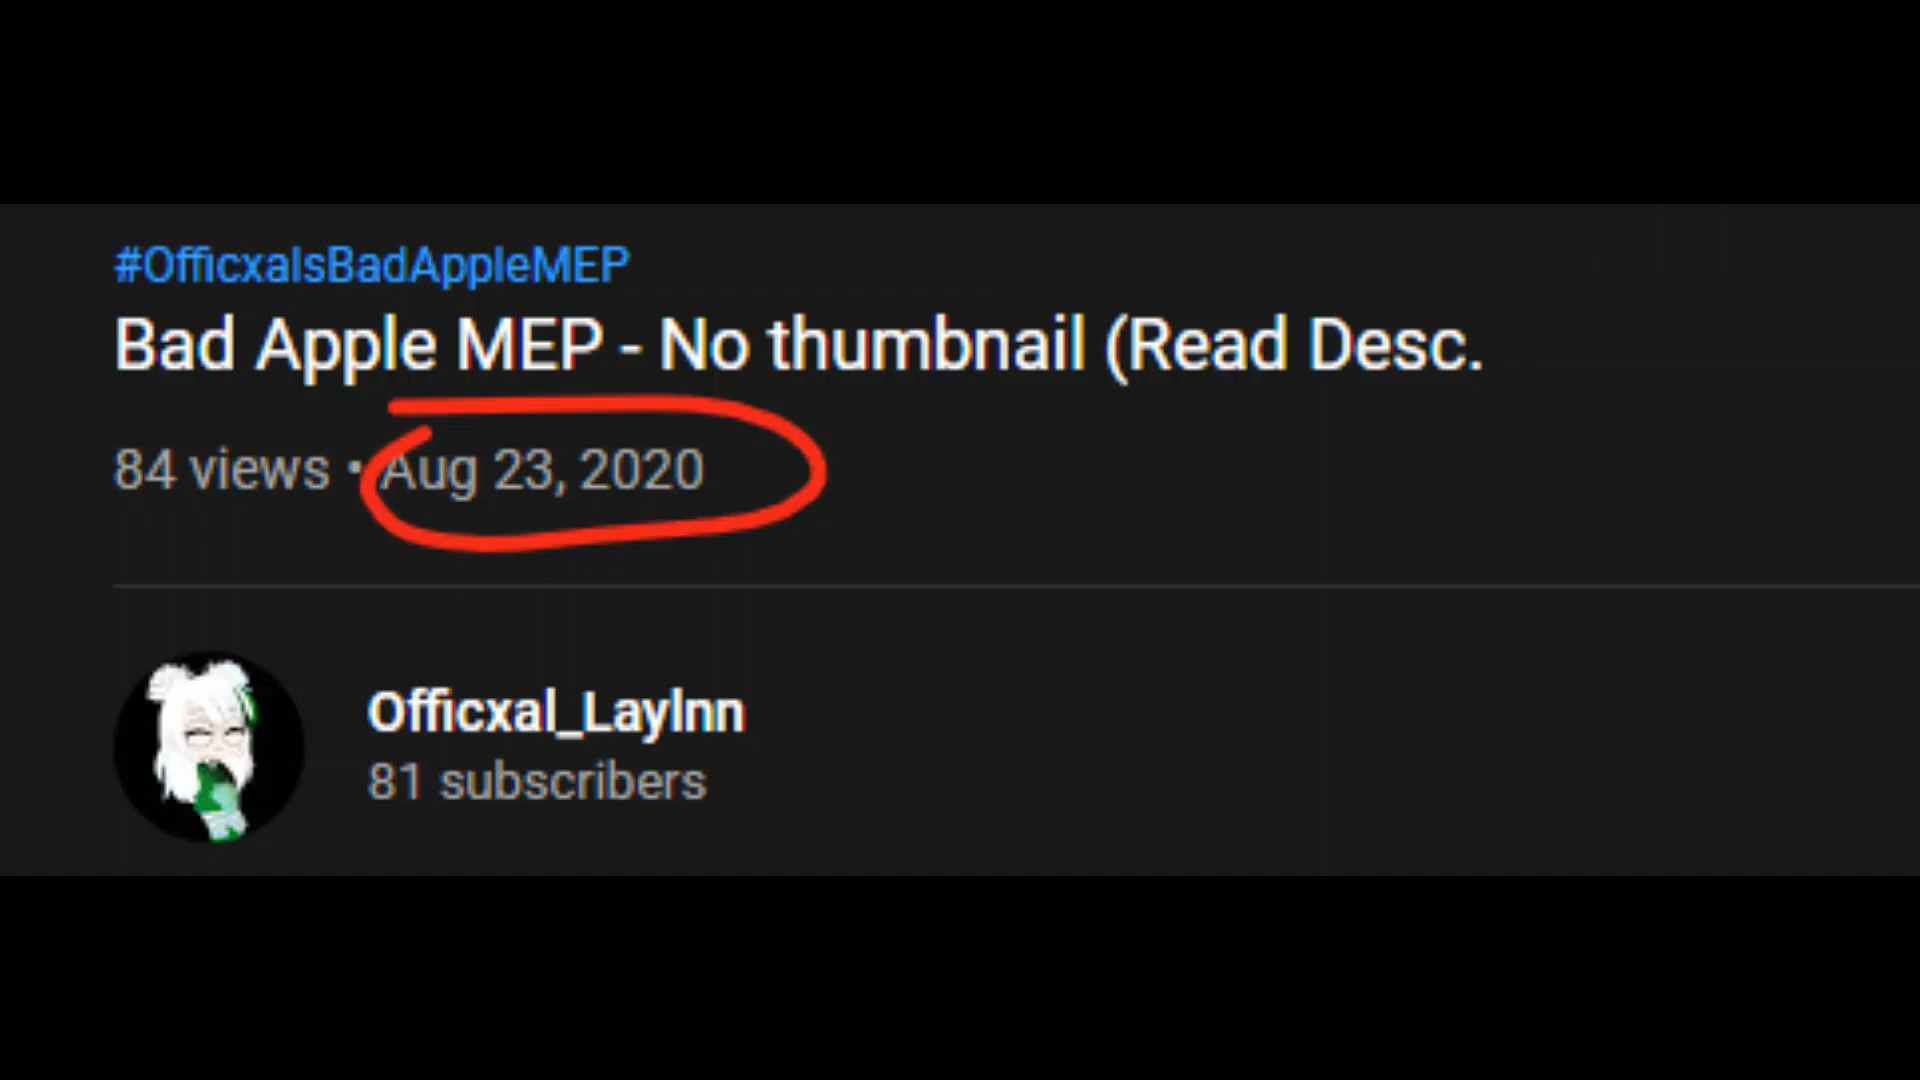 #OfficxalsBadAppleMEP
Bad Apple MEP - No thumbnail (Read Desc.
84 views • Aug 23, 2020
Officxal_Laylnn
81 subscribers